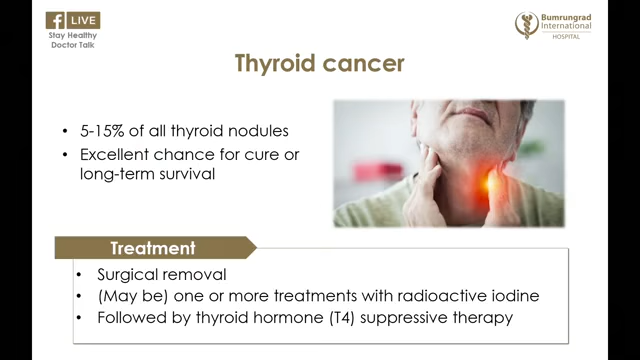 f LIVE
Stay Healthy
Doctor Talk
Bumrungrad
International
HOSPITAL
Thyroid cancer
• 5-15% of all thyroid nodules
• Excellent chance for cure or
long-term survival
Treatment
• Surgical removal
• (May be) one or more treatments with radioactive iodine
• Followed by thyroid hormone (T4) suppressive therapy